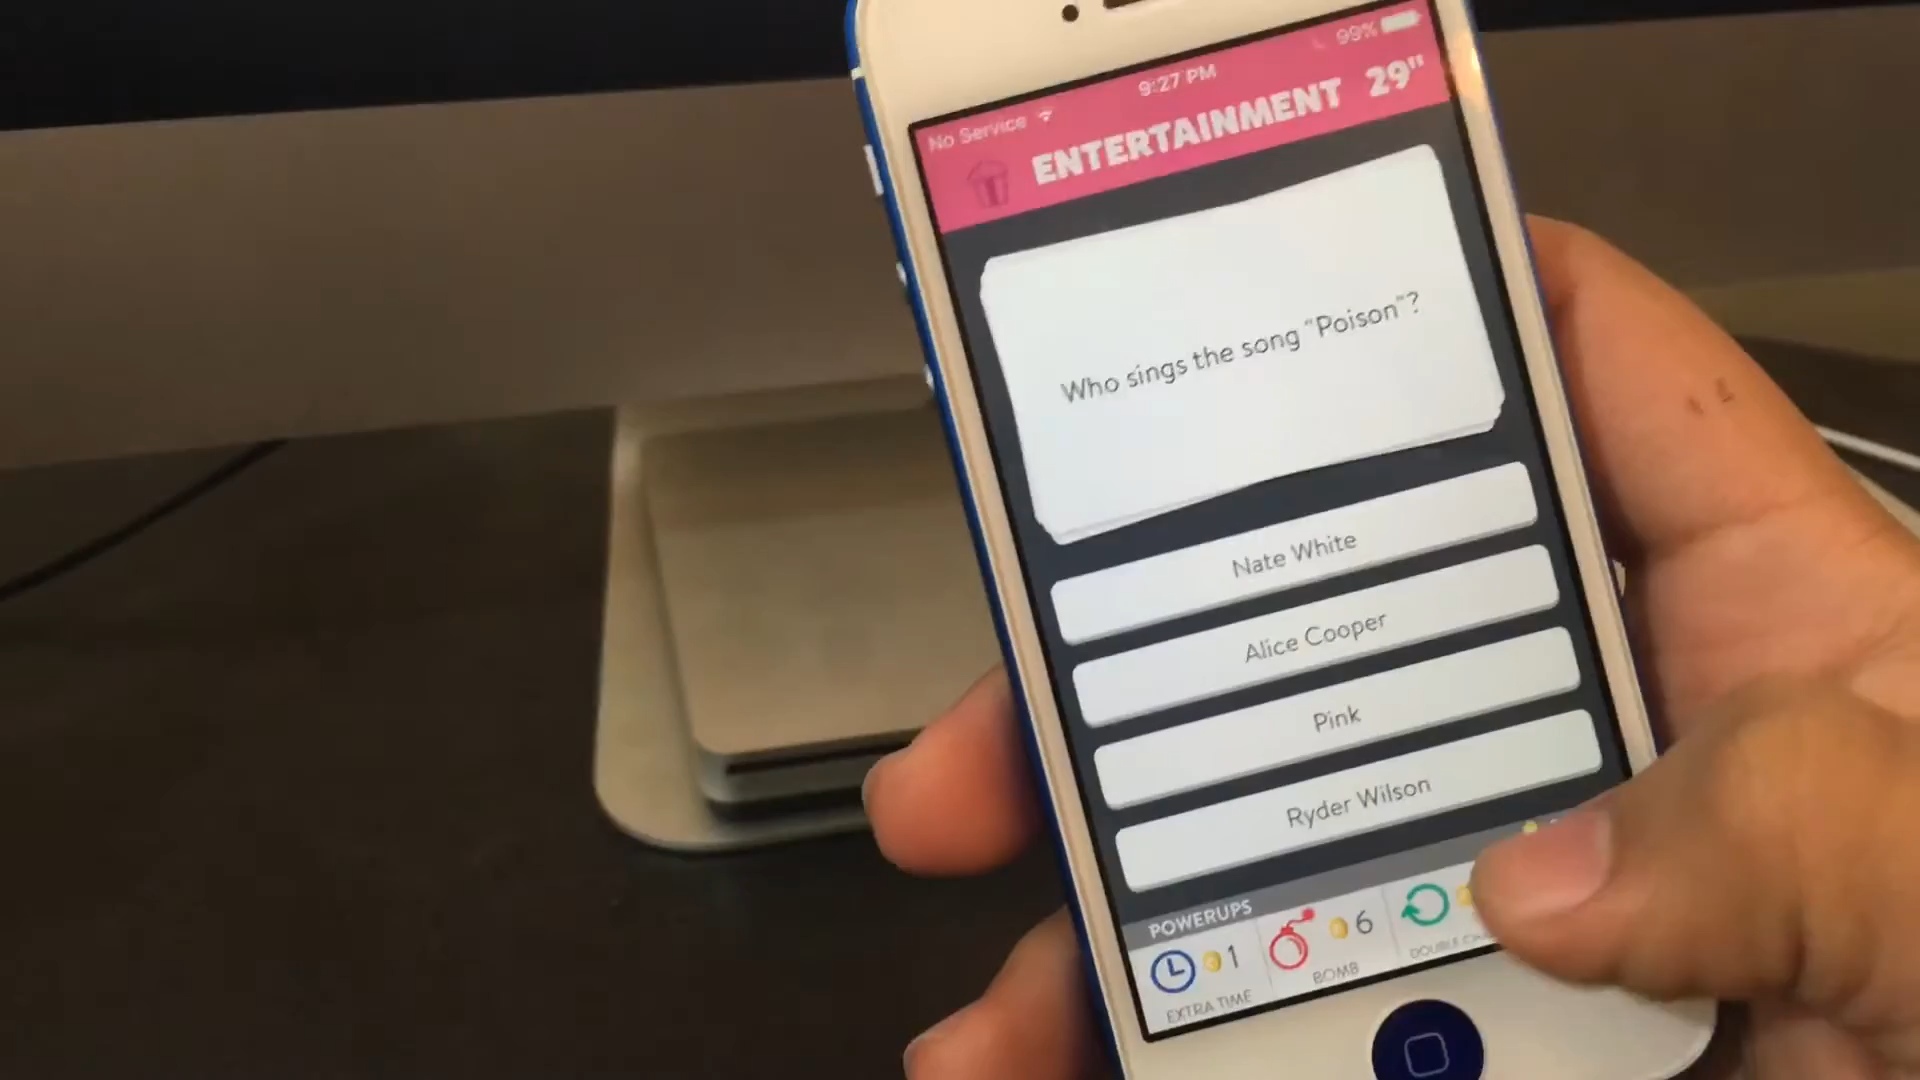 No Service 9:27 PM 99%
ENTERTAINMENT 29"
Who sings the song "Poison"?
Nate White
Alice Cooper
Pink
Ryder Wilson
POWERUPS
1
6
EXTRA TIME
BOMB
DOUBLE